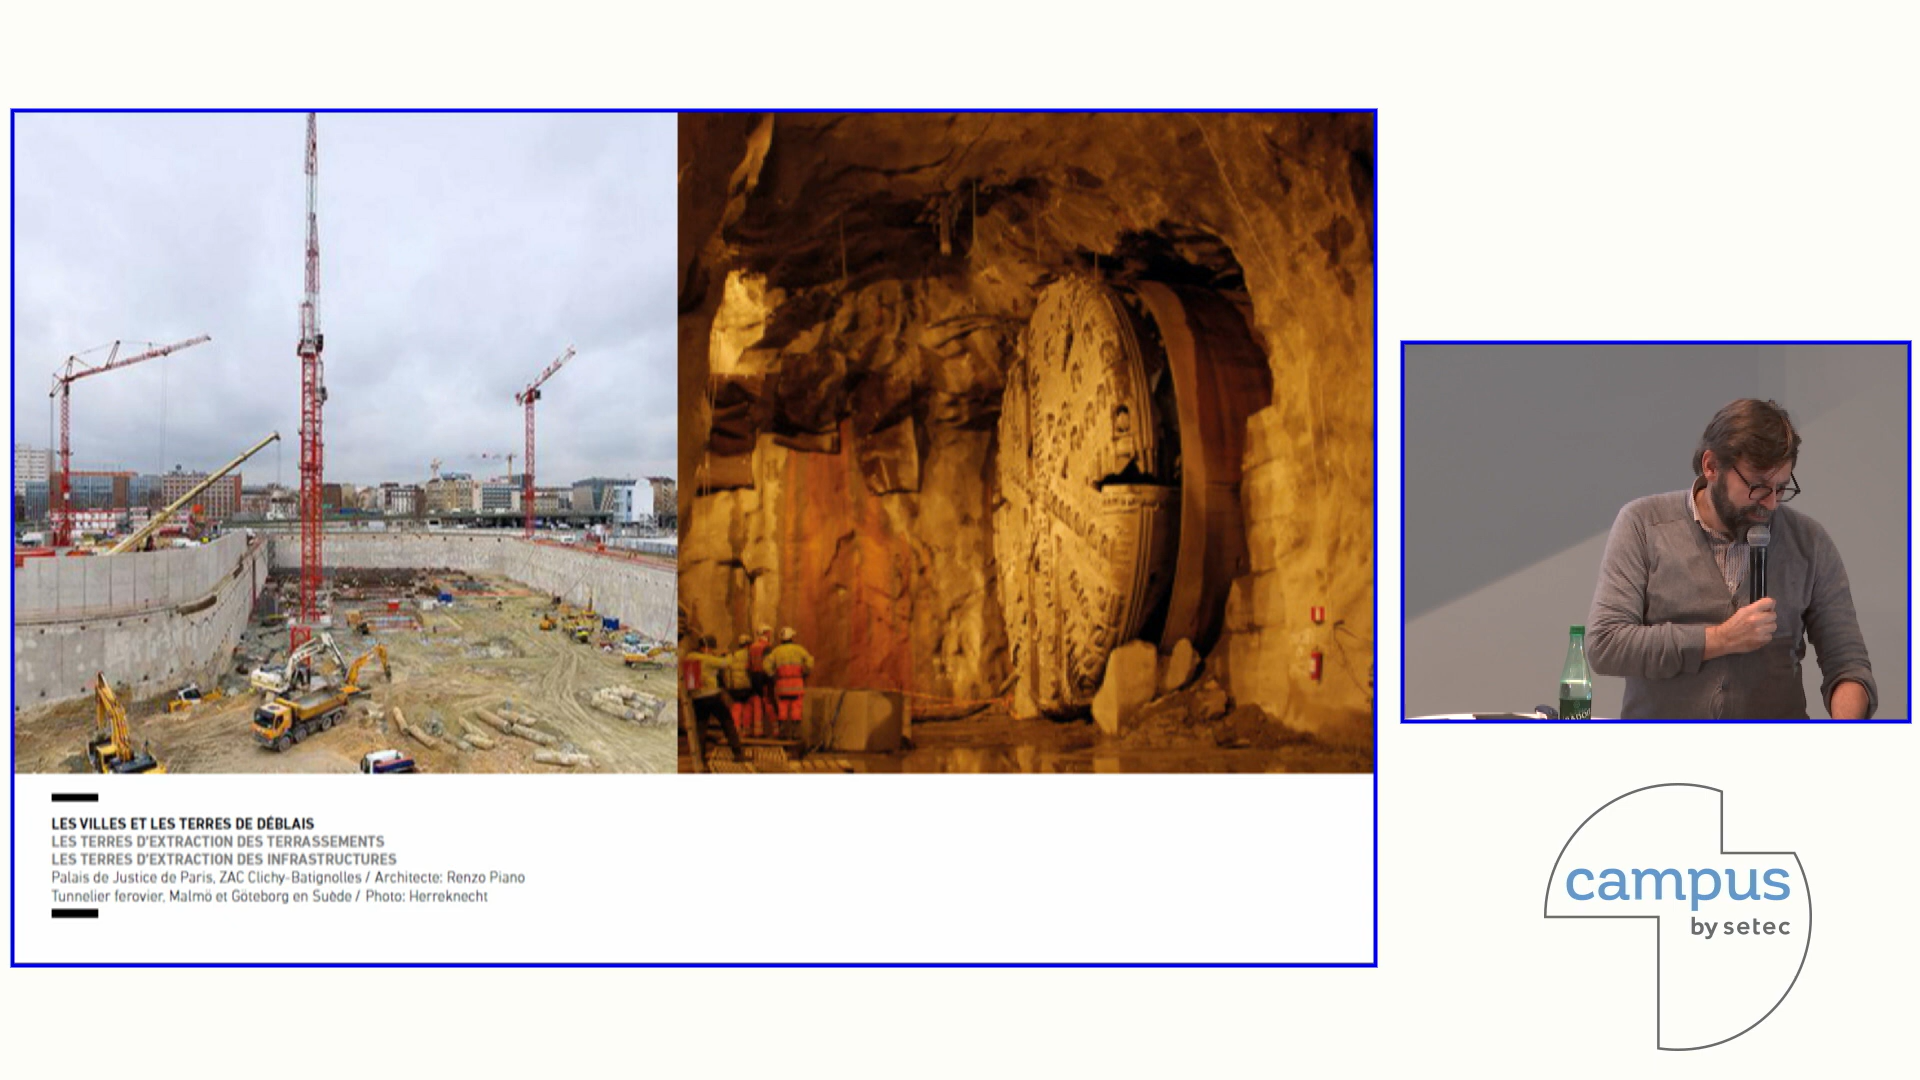 LES VILLES ET LES TERRES DE DÉBLAIS
LES TERRES D'EXTRACTION DES TERRASSEMENTS
LES TERRES D'EXTRACTION DES INFRASTRUCTURES
Palais de Justice de Paris, ZAC Clichy-Batignolles / Architecte: Renzo Piano
Tunnelier ferovier, Malmö et Göteborg en Suède / Photo: Herreknecht
campus
by setec